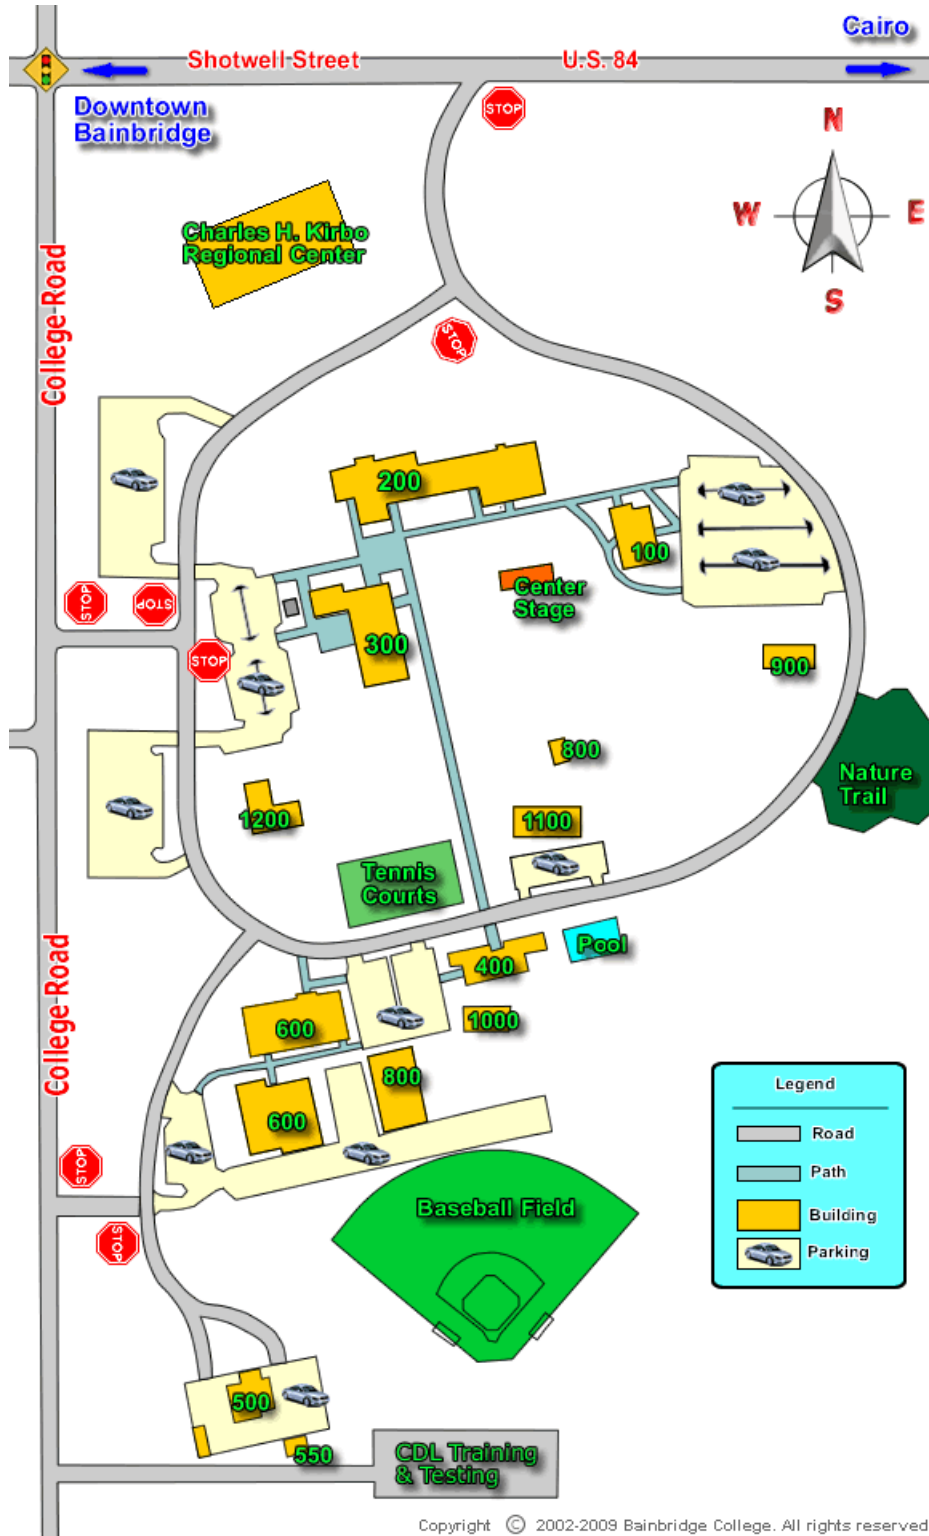 Cairo
Shotwell Street
U.S. 84
Downtown
Bainbridge
STOP
N
W
E
S
Charles H. Kirbo
Regional Center
College Road
STOP
200
100
Center
Stage
STOP
STOP
STOP
300
900
800
Nature
Trail
1200
1100
Tennis
Courts
Pool
400
College Road
600
1000
800
600
Legend
Road
Path
Building
Parking
STOP
STOP
Baseball Field
500
550
CDL Training
& Testing
Copyright © 2002-2009 Bainbridge College. All rights reserved